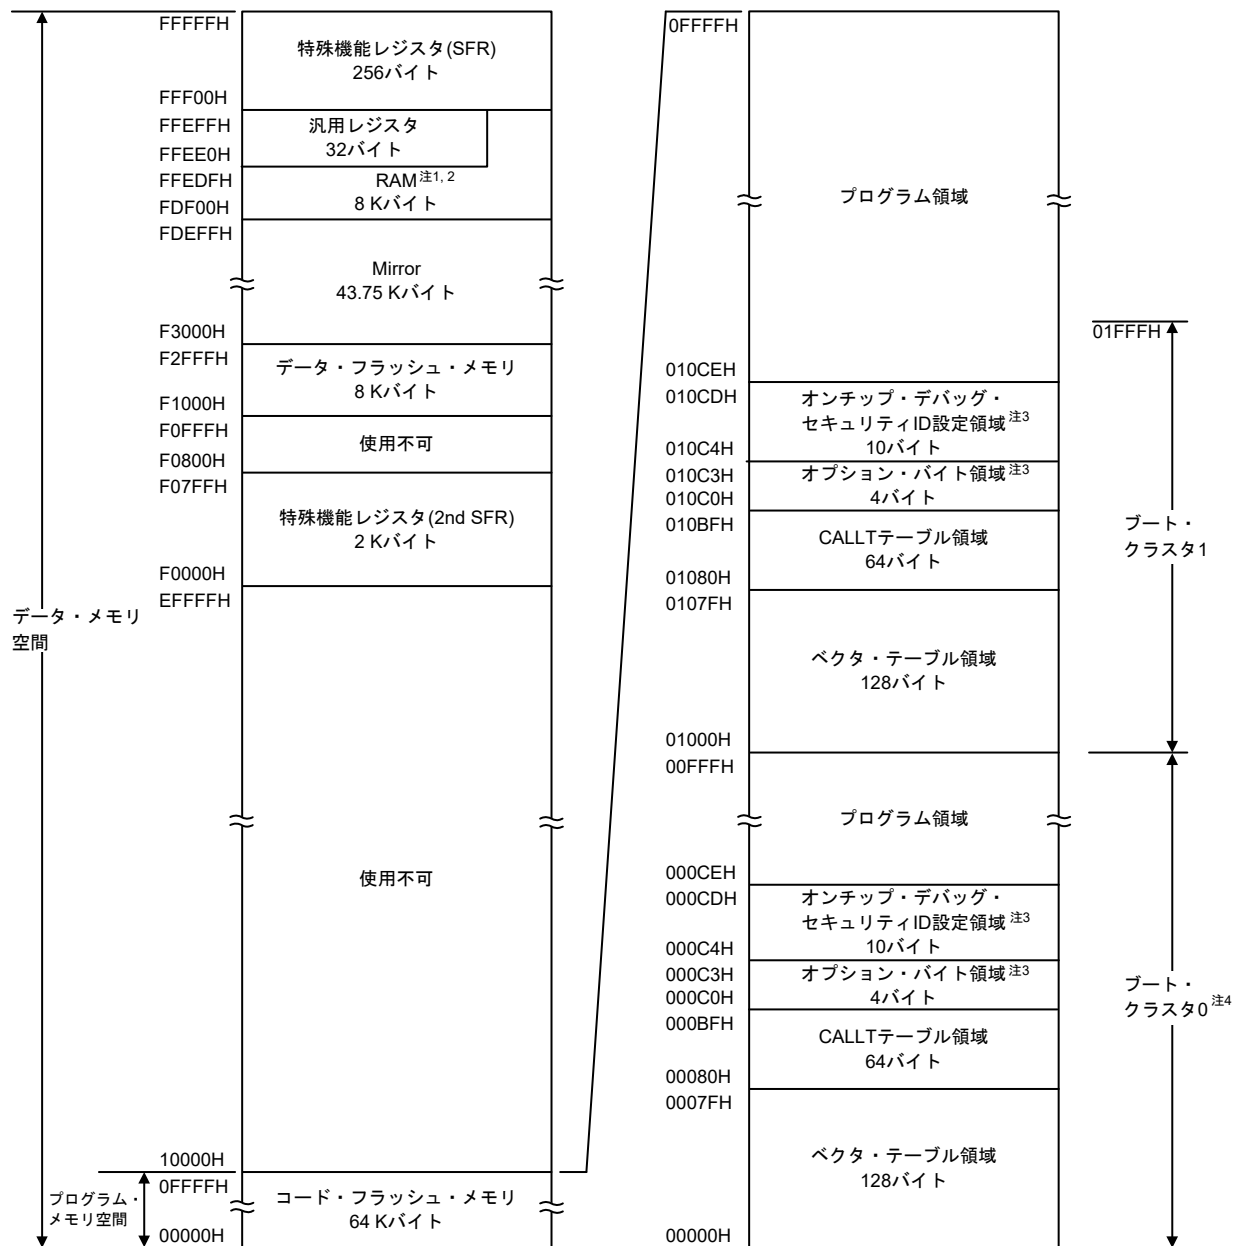 FFFFFH
特殊機能レジスタ(SFR)
256バイト
FFF00H
FFEFFH
汎用レジスタ
32バイト
FFEE0H
FFEDFH
RAM 注1, 2
8 Kバイト
FDF00H
FDEFFH
Mirror
43.75 Kバイト
F3000H
F2FFFH
データ・フラッシュ・メモリ
8 Kバイト
F1000H
F0FFFH
使用不可
F0800H
F07FFH
特殊機能レジスタ(2nd SFR)
2 Kバイト
F0000H
EFFFFH
データ・メモリ
空間
使用不可
10000H
0FFFFH
プログラム・
メモリ空間
コード・フラッシュ・メモリ
64 Kバイト
00000H
0FFFFH
プログラム領域
01FFFH
010CEH
010CDH
オンチップ・デバッグ・
セキュリティID設定領域 注3
10バイト
010C4H
010C3H
オプション・バイト領域 注3
4バイト
010C0H
010BFH
CALLTテーブル領域
64バイト
01080H
0107FH
ブート・
クラスタ1
ベクタ・テーブル領域
128バイト
01000H
00FFFH
プログラム領域
000CEH
000CDH
オンチップ・デバッグ・
セキュリティID設定領域 注3
10バイト
000C4H
000C3H
オプション・バイト領域 注3
4バイト
000C0H
000BFH
ブート・
クラスタ0 注4
CALLTテーブル領域
64バイト
00080H
0007FH
ベクタ・テーブル領域
128バイト
00000H